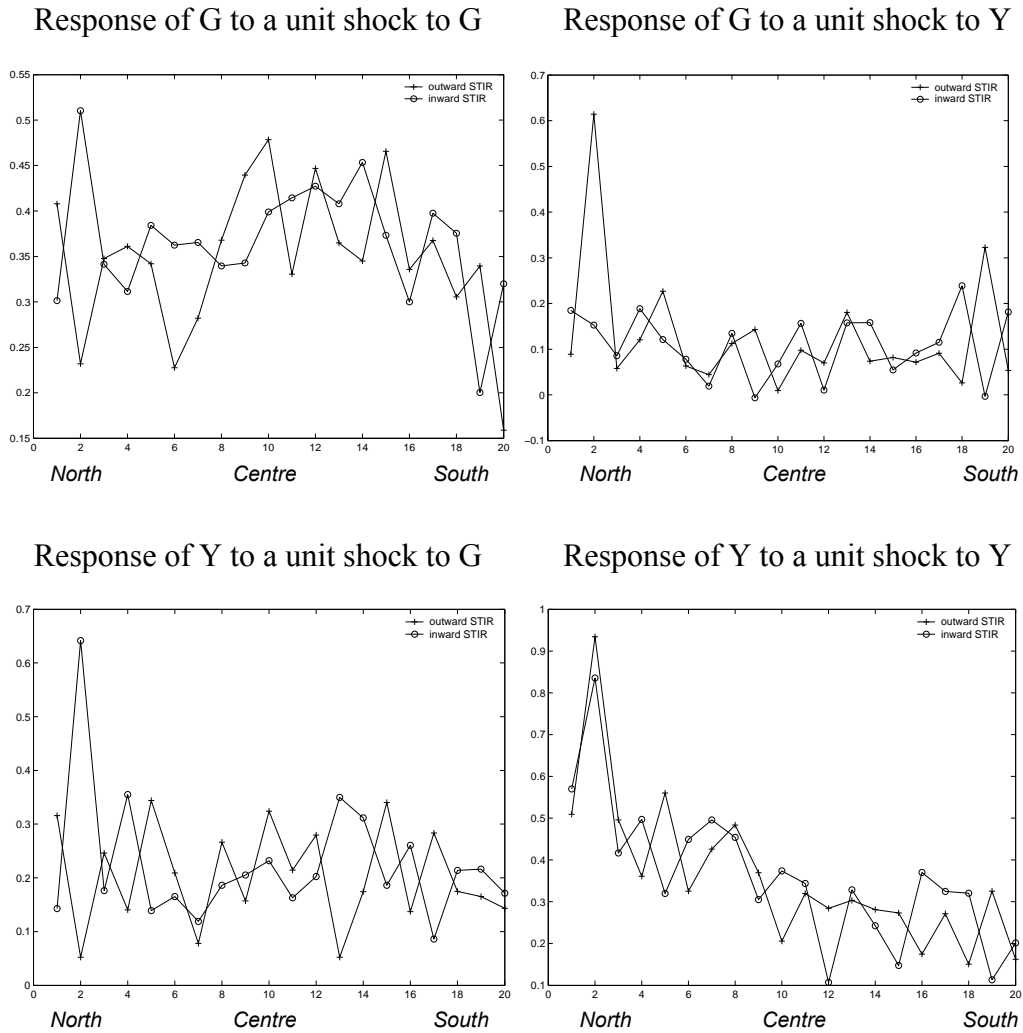 Response of G to a unit shock to G
Response of G to a unit shock to Y
0.55
0.5
0.45
0.4
0.35
0.3
0.25
0.2
0.15
0 2 4 6 8 10 12 14 16 18 20
outward STIR
inward STIR
North Centre South
0.7
0.6
0.5
0.4
0.3
0.2
0.1
0
−0.1
0 2 4 6 8 10 12 14 16 18 20
outward STIR
inward STIR
North Centre South
Response of Y to a unit shock to G
Response of Y to a unit shock to Y
0.7
0.6
0.5
0.4
0.3
0.2
0.1
0
0 2 4 6 8 10 12 14 16 18 20
outward STIR
inward STIR
North Centre South
1
0.9
0.8
0.7
0.6
0.5
0.4
0.3
0.2
0.1
0 2 4 6 8 10 12 14 16 18 20
outward STIR
inward STIR
North Centre South